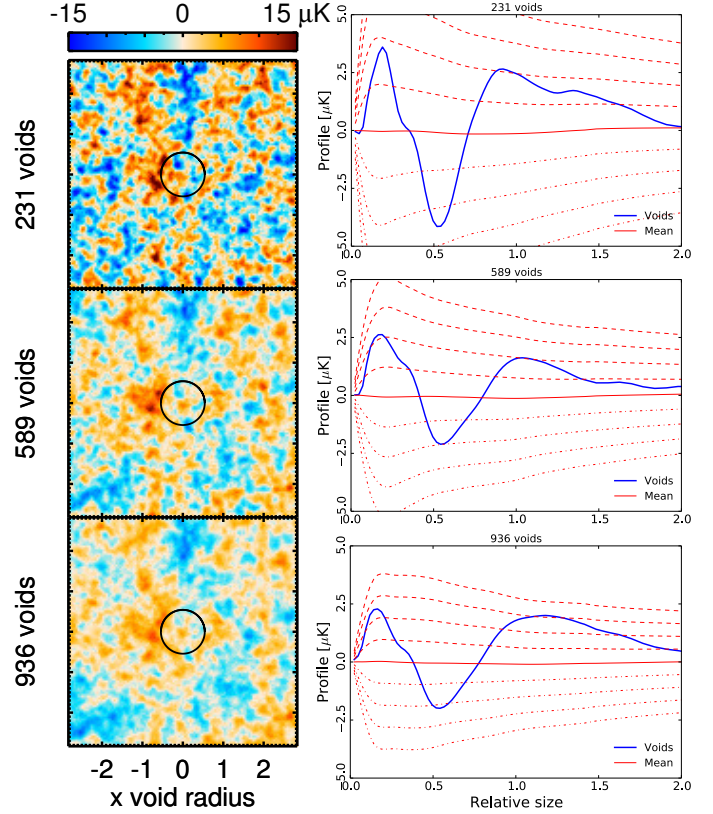 -15 0 15 μK
231 voids
589 voids
936 voids
-2 -1 0 1 2
x void radius
231 voids
5.0
2.5
0.0
−2.5
−5.0
Profile [μK]
Voids
Mean
0.0 0.5 1.0 1.5 2.0
589 voids
5.0
2.5
0.0
−2.5
−5.0
Profile [μK]
Voids
Mean
0.0 0.5 1.0 1.5 2.0
936 voids
5.0
2.5
0.0
−2.5
−5.0
Profile [μK]
Voids
Mean
0.0 0.5 1.0 1.5 2.0
Relative size